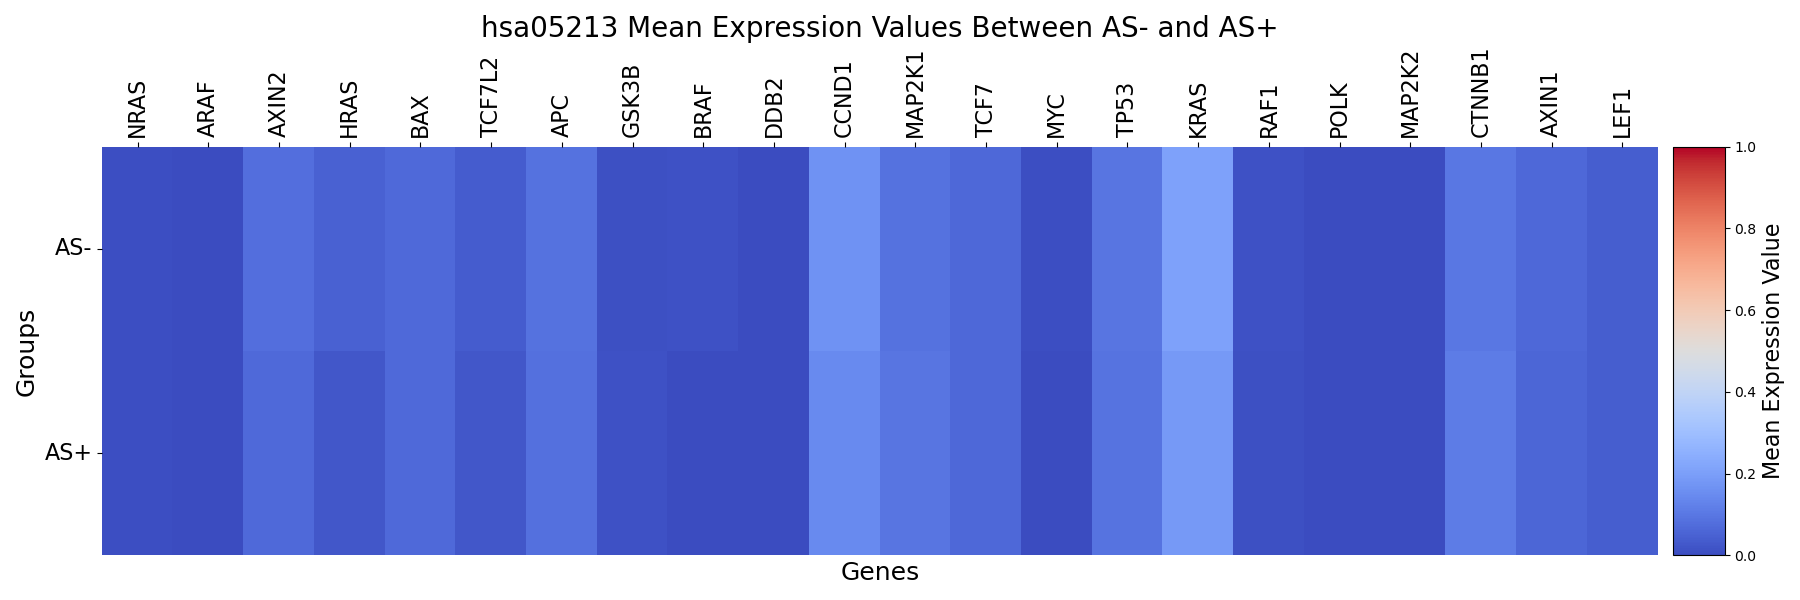 hsa05213 Mean Expression Values Between AS- and AS+
NRAS
ARAF
AXIN2
HRAS
BAX
TCF7L2
APC
GSK3B
BRAF
DDB2
CCND1
MAP2K1
TCF7
MYC
TP53
KRAS
RAF1
POLK
MAP2K2
CTNNB1
AXIN1
LEF1
Groups
AS-
AS+
Genes
1.0
0.8
0.6
0.4
0.2
0.0
Mean Expression Value